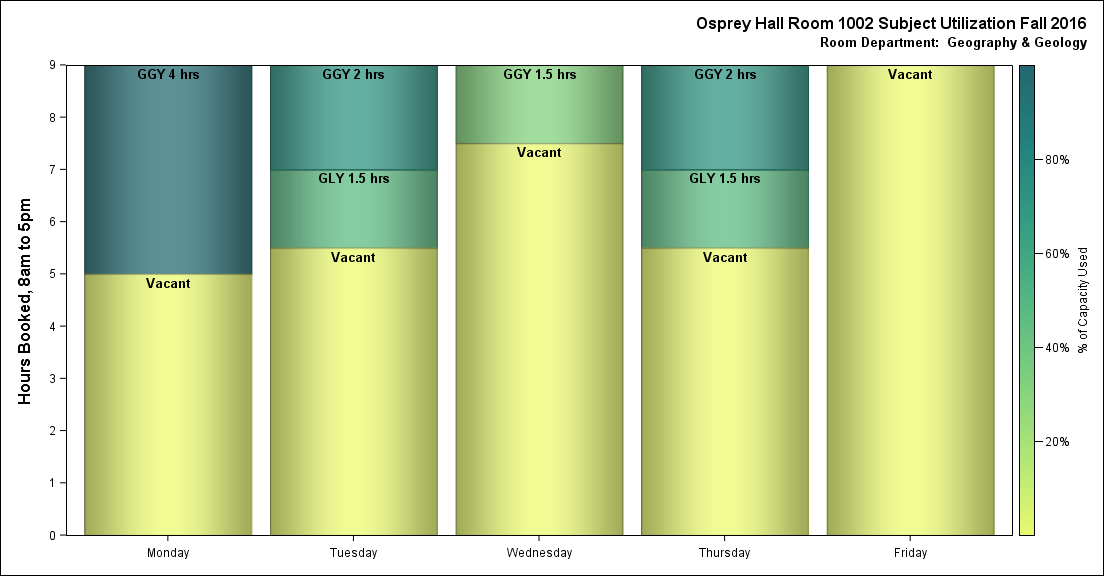 Osprey Hall Room 1002 Subject Utilization Fall 2016
Room Department: Geography & Geology
Hours Booked, 8am to 5pm
9
8
7
6
5
4
3
2
1
0
GGY 4 hrs
Vacant
GGY 2 hrs
GLY 1.5 hrs
Vacant
GGY 1.5 hrs
Vacant
GGY 2 hrs
GLY 1.5 hrs
Vacant
Vacant
Monday
Tuesday
Wednesday
Thursday
Friday
80%
60%
40%
20%
% of Capacity Used